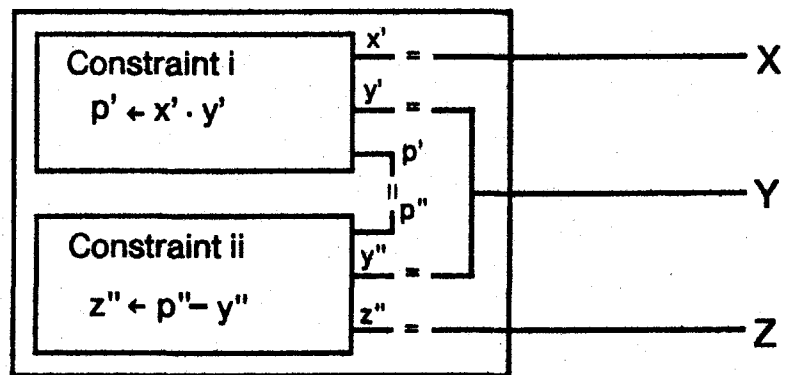 x' = X
Constraint i
p' ← x' · y'
y' =
p'
=
p"
Y
Constraint ii
z" ← p" – y"
y" =
z" = Z